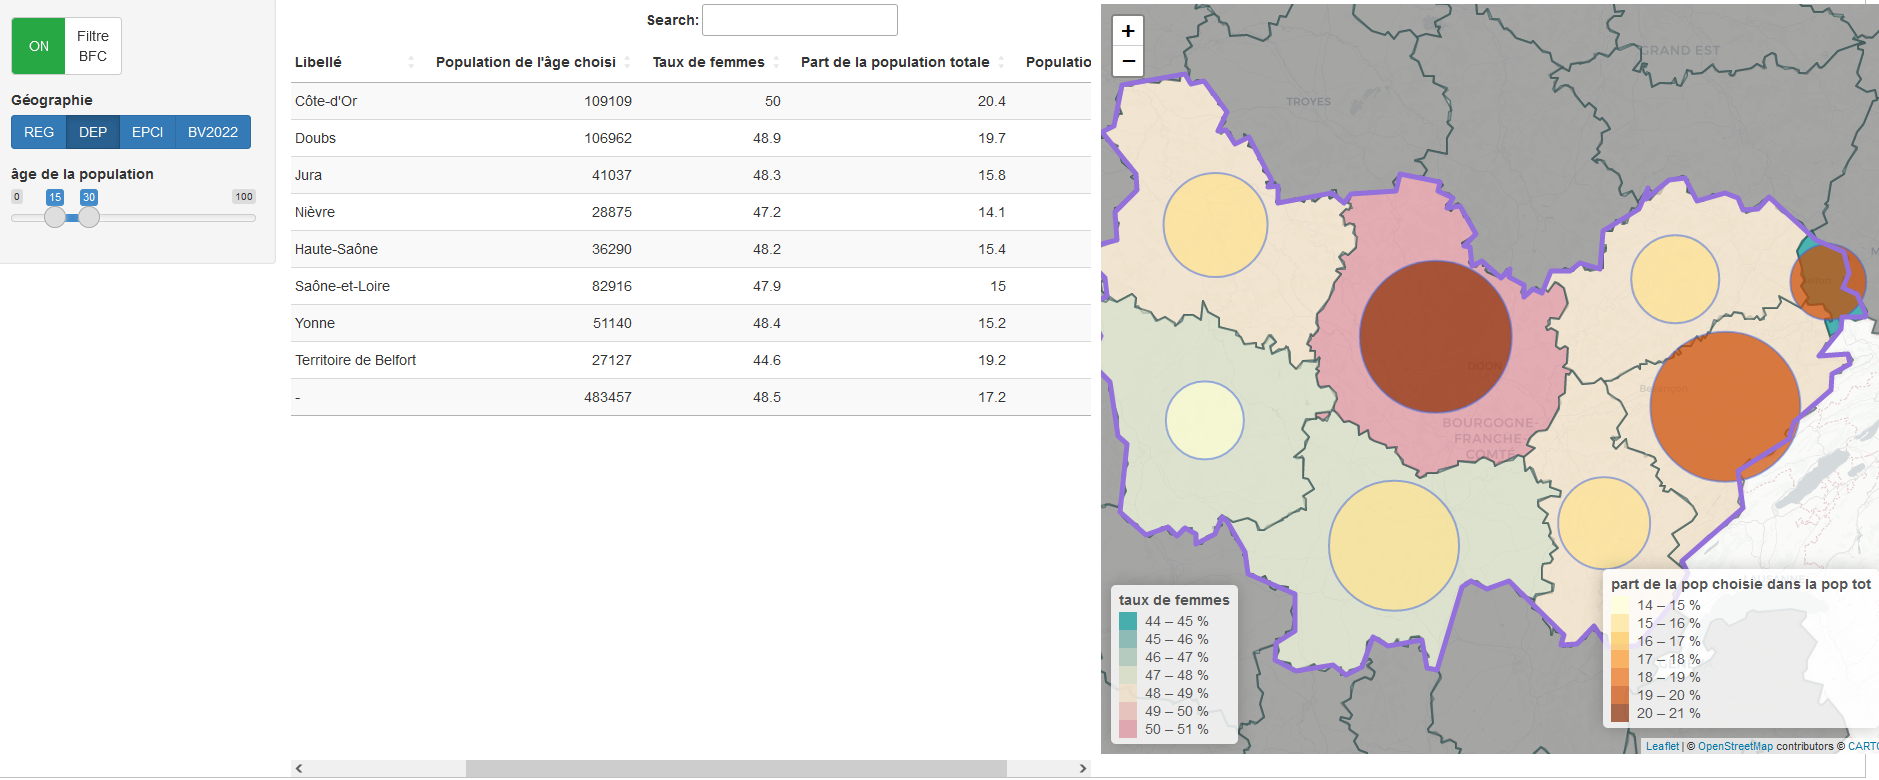 ON
Filtre
BFC
Géographie
REG DEP EPCI BV2022
âge de la population
0 15 30 100
Search:
Libellé Population de l'âge choisi Taux de femmes Part de la population totale Populatio
Côte-d'Or 109109 50 20.4
Doubs 106962 48.9 19.7
Jura 41037 48.3 15.8
Nièvre 28875 47.2 14.1
Haute-Saône 36290 48.2 15.4
Saône-et-Loire 82916 47.9 15
Yonne 51140 48.4 15.2
Territoire de Belfort 27127 44.6 19.2
- 483457 48.5 17.2
+
−
GRAND EST
TROYES
DIJON
Besançon
BOURGOGNE-
FRANCHE-
COMTÉ
taux de femmes
44 – 45 %
45 – 46 %
46 – 47 %
47 – 48 %
48 – 49 %
49 – 50 %
50 – 51 %
part de la pop choisie dans la pop tot
14 – 15 %
15 – 16 %
16 – 17 %
17 – 18 %
18 – 19 %
19 – 20 %
20 – 21 %
Leaflet | © OpenStreetMap contributors © CARTO